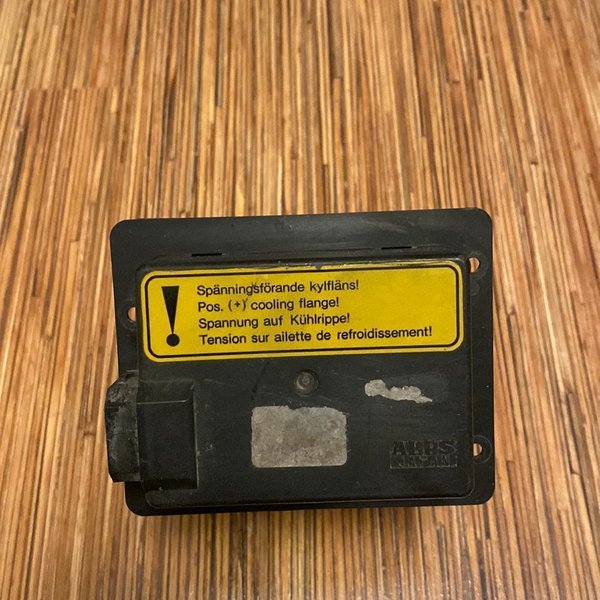 !
Spänningsförande kylfläns!
Pos. (+) cooling flange!
Spannung auf Kühlrippe!
Tension sur ailette de refroidissement!
ALPS
JAPAN